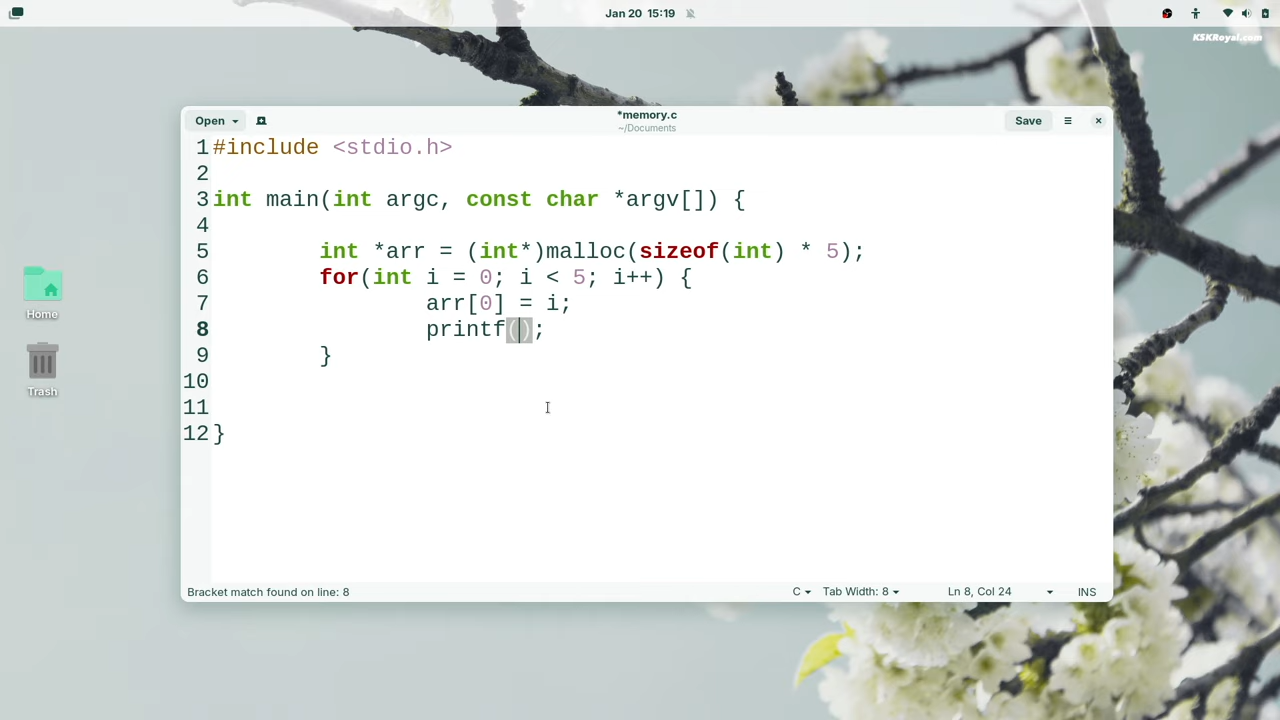 Jan 20 15:19
KSKRoyal.com
Open
*memory.c
~/Documents
Save
1 #include <stdio.h>
2
3 int main(int argc, const char *argv[]) {
4
5 int *arr = (int*)malloc(sizeof(int) * 5);
6 for(int i = 0; i < 5; i++) {
7 arr[0] = i;
8 printf();
9 }
10
11
12 }
Home
Trash
Bracket match found on line: 8
C
Tab Width: 8
Ln 8, Col 24
INS